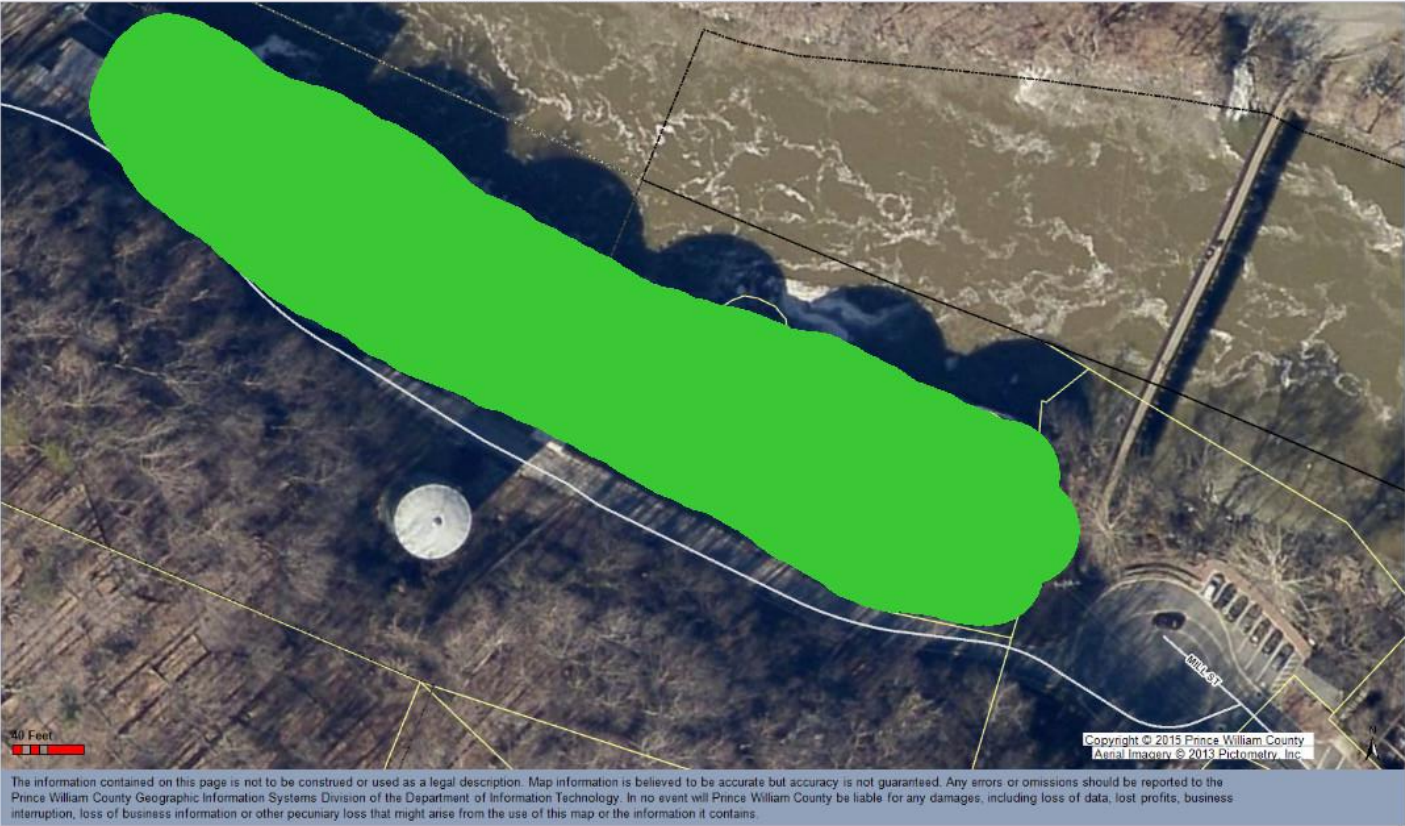 MILL ST
40 Feet
N
Copyright © 2015 Prince William County
Aerial Imagery © 2013 Pictometry, Inc
The information contained on this page is not to be construed or used as a legal description. Map information is believed to be accurate but accuracy is not guaranteed. Any errors or omissions should be reported to the
Prince William County Geographic Information Systems Division of the Department of Information Technology. In no event will Prince William County be liable for any damages, including loss of data, lost profits, business
interruption, loss of business information or other pecuniary loss that might arise from the use of this map or the information it contains.